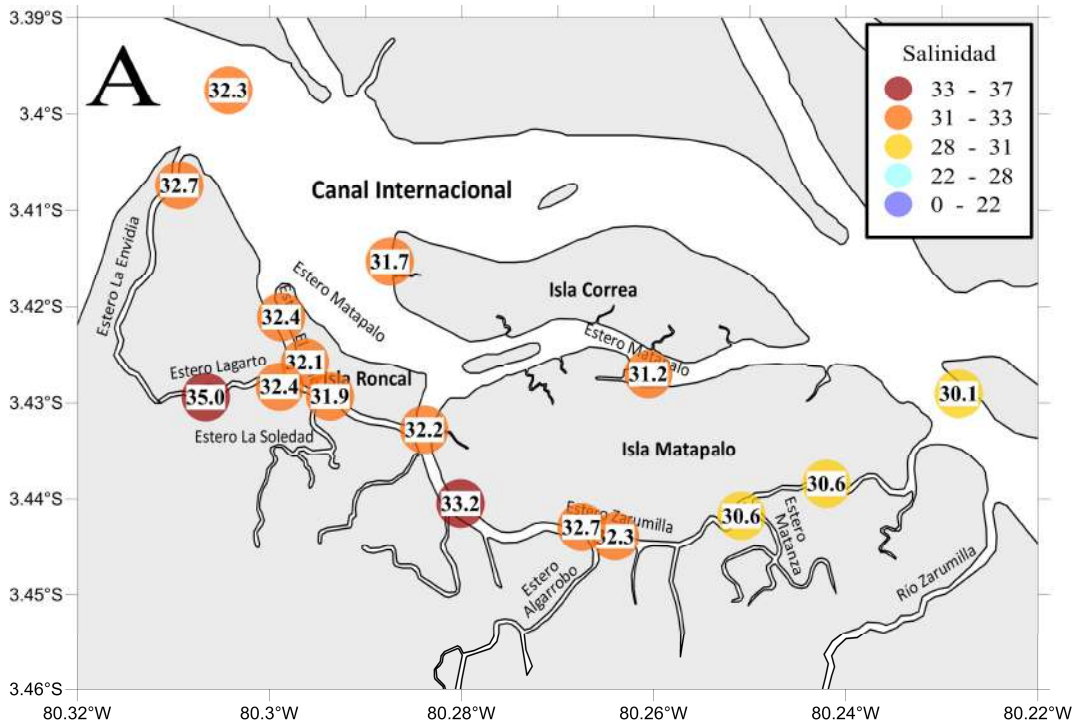 3.39°S
A
Salinidad
33 - 37
31 - 33
28 - 31
22 - 28
0 - 22
32.3
3.4°S
32.7
Canal Internacional
3.41°S
Estero La Envidia
31.7
Estero Matapalo
Isla Correa
3.42°S
32.4
32.1
Estero Matapalo
31.2
Estero Lagarto
35.0
32.4
31.9
Isla Roncal
30.1
3.43°S
32.2
Estero La Soledad
Isla Matapalo
3.44°S
33.2
30.6
30.6
Estero Zarumilla
32.7
32.3
Estero
Matanza
Estero
Algarrobo
Río Zarumilla
3.45°S
3.46°S
80.32°W
80.3°W
80.28°W
80.26°W
80.24°W
80.22°W